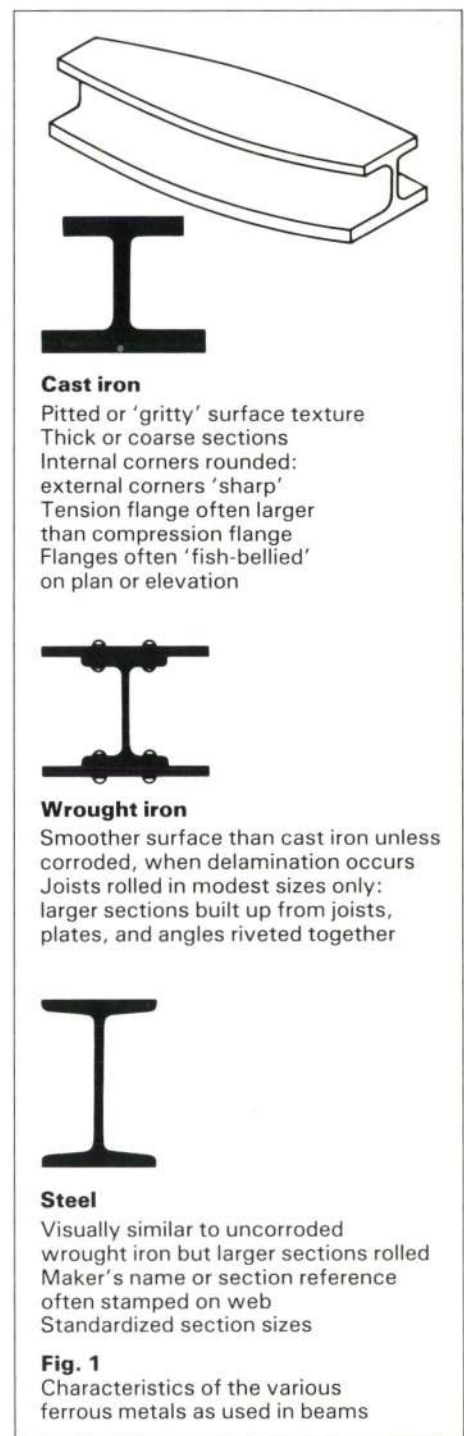 Cast iron
Pitted or 'gritty' surface texture
Thick or coarse sections
Internal corners rounded:
external corners 'sharp'
Tension flange often larger
than compression flange
Flanges often 'fish-bellied'
on plan or elevation
Wrought iron
Smoother surface than cast iron unless
corroded, when delamination occurs
Joists rolled in modest sizes only:
larger sections built up from joists,
plates, and angles riveted together
Steel
Visually similar to uncorroded
wrought iron but larger sections rolled
Maker's name or section reference
often stamped on web
Standardized section sizes
Fig. 1
Characteristics of the various
ferrous metals as used in beams